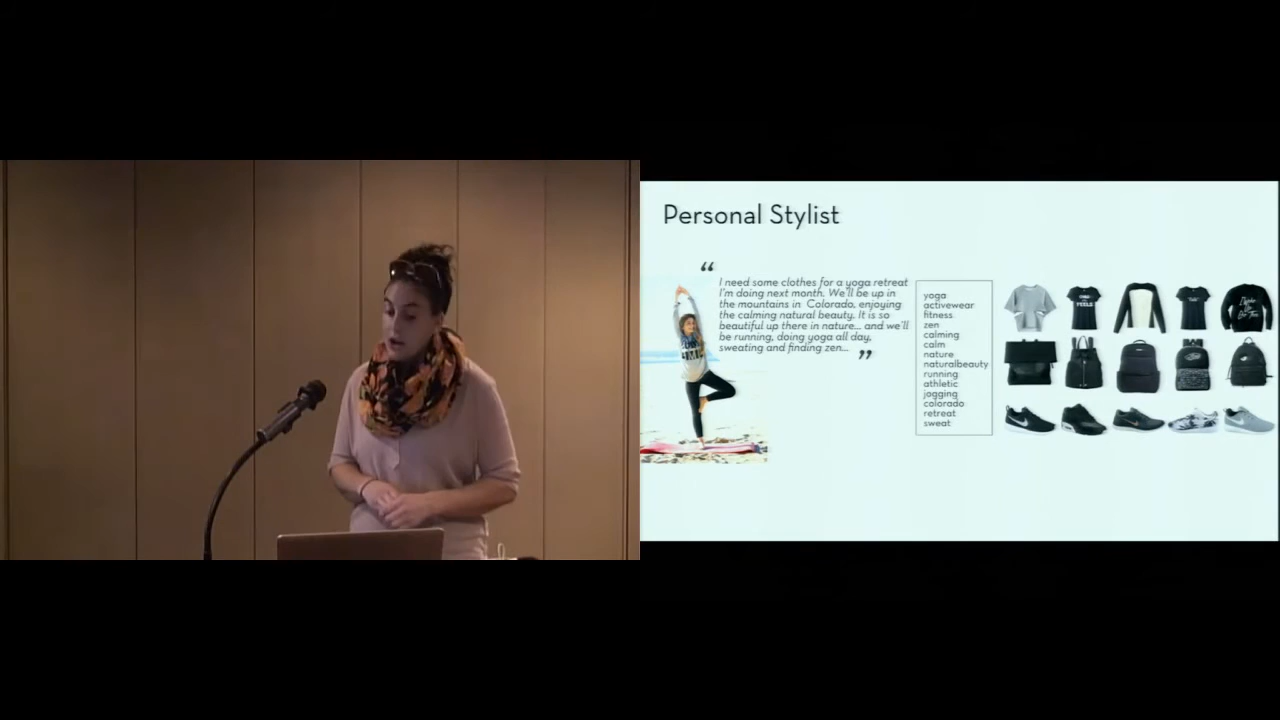 Personal Stylist
“
I need some clothes for a yoga retreat
I'm doing next month. We'll be up in
the mountains in Colorado, enjoying
the calming natural beauty. It is so
beautiful up there in nature... and we'll
be running, doing yoga all day,
sweating and finding zen...
”
yoga
activewear
fitness
zen
calming
calm
nature
naturalbeauty
running
athletic
jogging
colorado
retreat
sweat